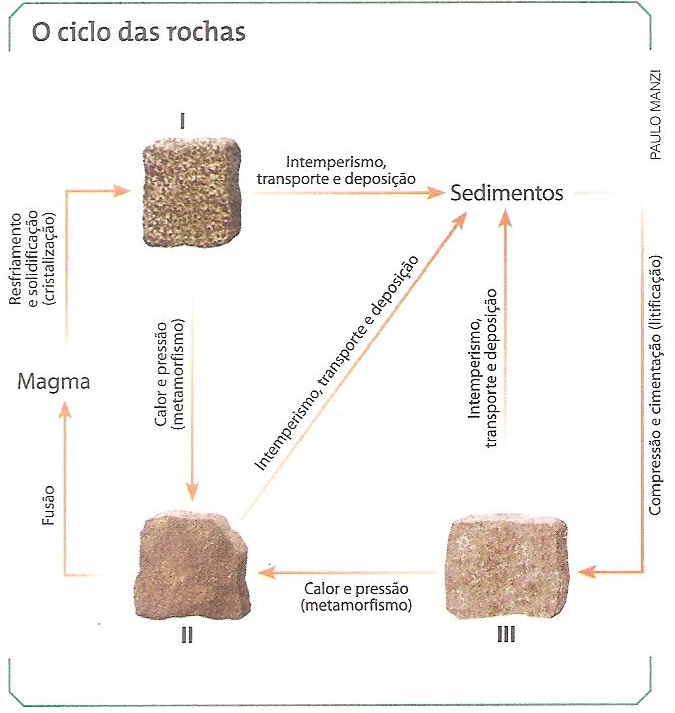 O ciclo das rochas
PAULO MANZI
I
Intemperismo,
transporte e deposição
Sedimentos
Resfriamento
e solidificação
(cristalização)
Calor e pressão
(metamorfismo)
Intemperismo, transporte e deposição
Intemperismo,
transporte e deposição
Compressão e cimentação (litificação)
Magma
Fusão
Calor e pressão
(metamorfismo)
II
III